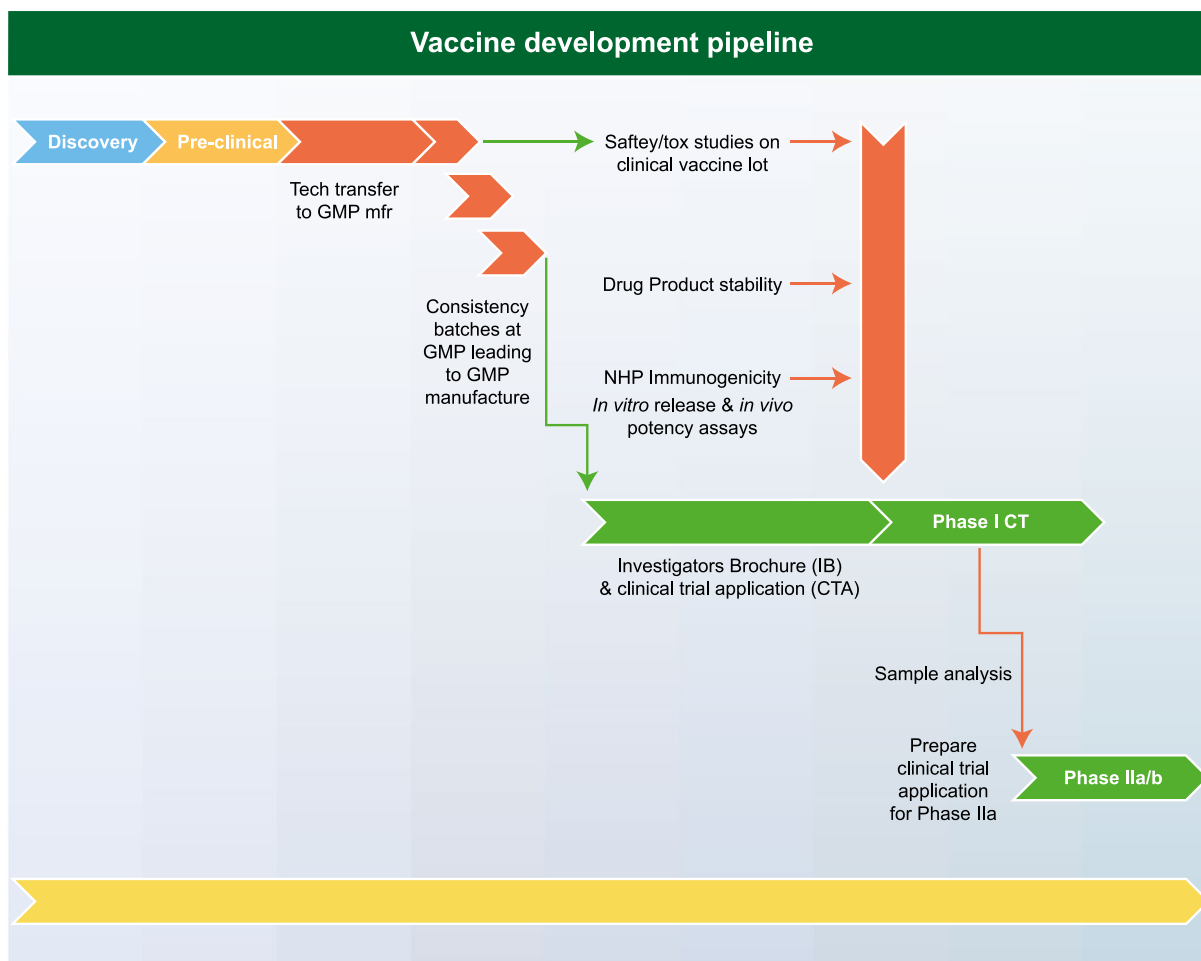 Vaccine development pipeline
Discovery
Pre-clinical
Tech transfer
to GMP mfr
Consistency
batches at
GMP leading
to GMP
manufacture
Saftey/tox studies on
clinical vaccine lot
Drug Product stability
NHP Immunogenicity
In vitro release & in vivo
potency assays
Phase I CT
Investigators Brochure (IB)
& clinical trial application (CTA)
Sample analysis
Prepare
clinical trial
application
for Phase IIa
Phase IIa/b